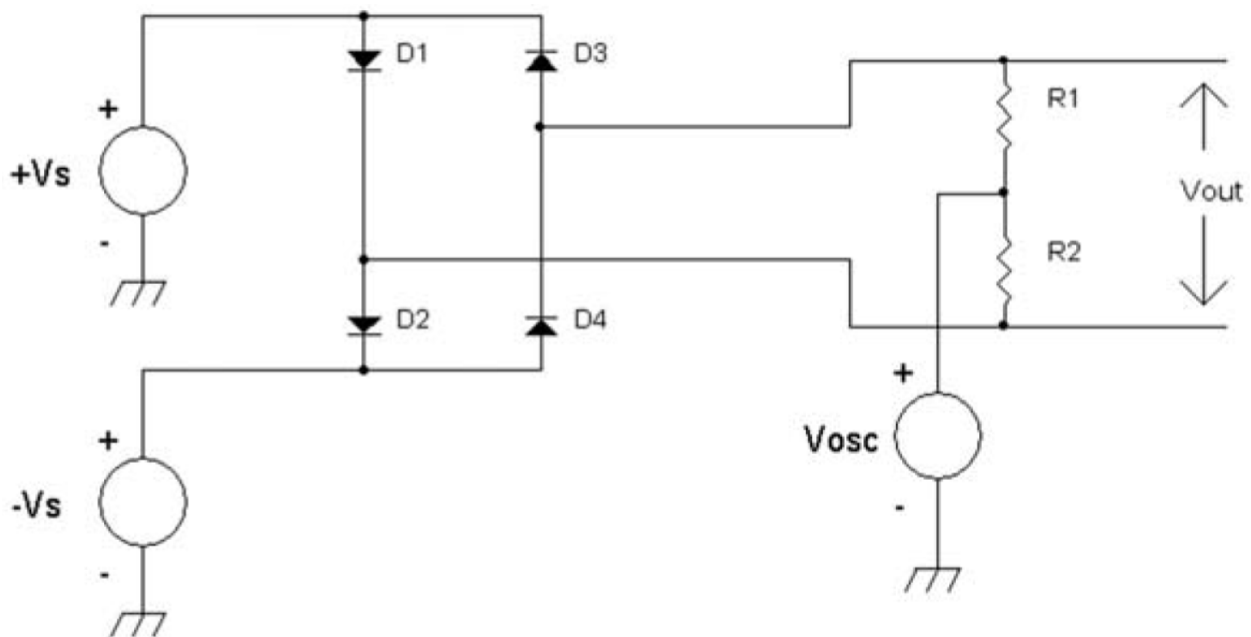 D1
D3
R1
+
+Vs
-
Vout
R2
D2
D4
+
Vosc
-
+
-Vs
-